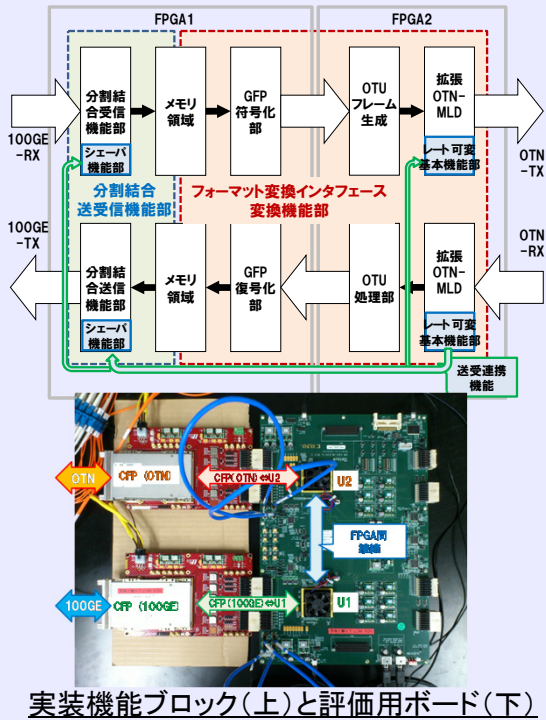 FPGA1
FPGA2
分割結
合受信
機能部
シェーパ
機能部
メモリ
領域
GFP
符号化
部
OTU
フレーム
生成
拡張
OTN-
MLD
レート可変
基本機能部
100GE
-RX
OTN
-TX
分割結合
送受信機能部
フォーマット変換インタフェース
変換機能部
100GE
-TX
OTN
-RX
分割結
合送信
機能部
シェーパ
機能部
メモリ
領域
GFP
復号化
部
OTU
処理部
拡張
OTN-
MLD
レート可変
基本機能部
送受連携
機能
OTN
CFP (OTN)
CFP(OTN)⇔U2
U2
FPGA間
接続
100GE
CFP (100GE)
CFP(100GE)⇔U1
U1
実装機能ブロック(上)と評価用ボード(下)